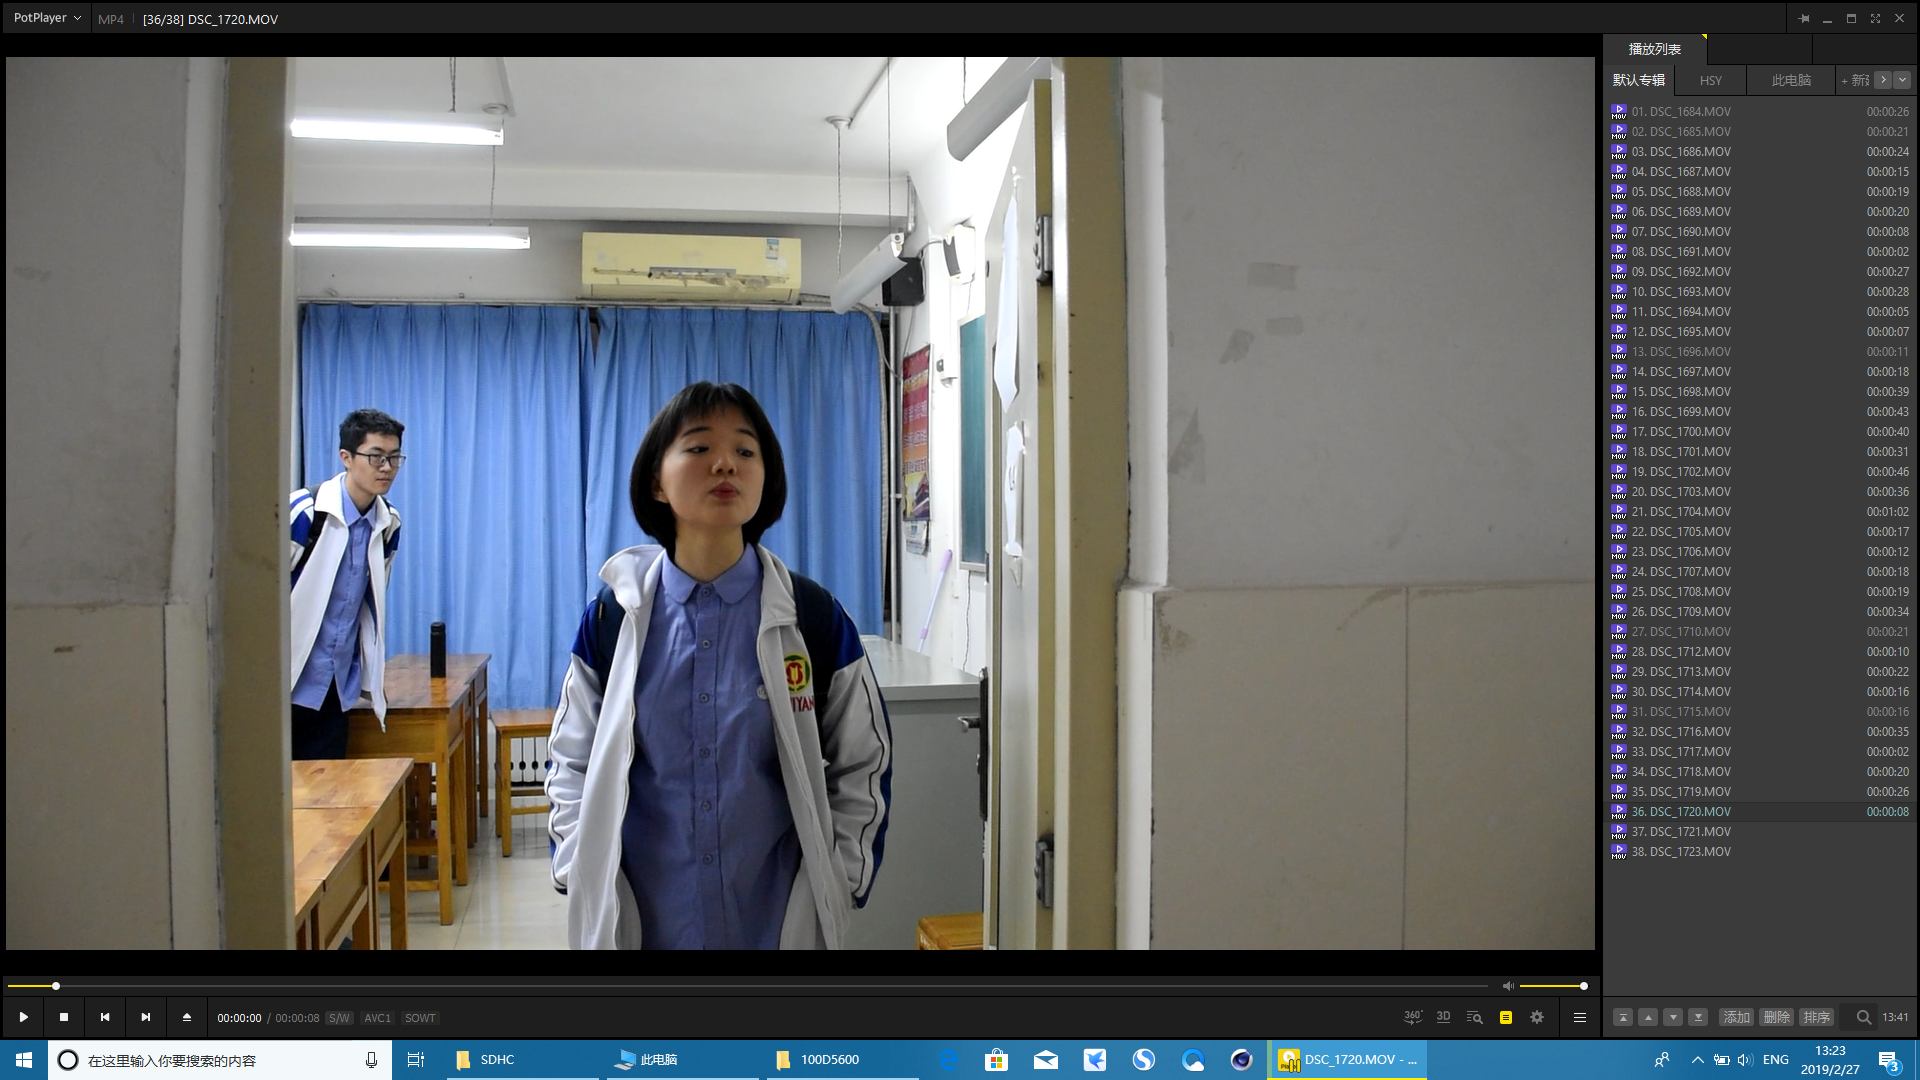 PotPlayer
MP4
[36/38] DSC_1720.MOV
播放列表
默认专辑
HSY
此电脑
+ 新
01. DSC_1684.MOV 00:00:26
02. DSC_1685.MOV 00:00:21
03. DSC_1686.MOV 00:00:24
04. DSC_1687.MOV 00:00:15
05. DSC_1688.MOV 00:00:19
06. DSC_1689.MOV 00:00:20
07. DSC_1690.MOV 00:00:08
08. DSC_1691.MOV 00:00:02
09. DSC_1692.MOV 00:00:27
10. DSC_1693.MOV 00:00:28
11. DSC_1694.MOV 00:00:05
12. DSC_1695.MOV 00:00:07
13. DSC_1696.MOV 00:00:11
14. DSC_1697.MOV 00:00:18
15. DSC_1698.MOV 00:00:39
16. DSC_1699.MOV 00:00:43
17. DSC_1700.MOV 00:00:40
18. DSC_1701.MOV 00:00:31
19. DSC_1702.MOV 00:00:46
20. DSC_1703.MOV 00:00:36
21. DSC_1704.MOV 00:01:02
22. DSC_1705.MOV 00:00:17
23. DSC_1706.MOV 00:00:12
24. DSC_1707.MOV 00:00:18
25. DSC_1708.MOV 00:00:19
26. DSC_1709.MOV 00:00:34
27. DSC_1710.MOV 00:00:21
28. DSC_1712.MOV 00:00:10
29. DSC_1713.MOV 00:00:22
30. DSC_1714.MOV 00:00:16
31. DSC_1715.MOV 00:00:16
32. DSC_1716.MOV 00:00:35
33. DSC_1717.MOV 00:00:02
34. DSC_1718.MOV 00:00:20
35. DSC_1719.MOV 00:00:26
36. DSC_1720.MOV 00:00:08
37. DSC_1721.MOV
38. DSC_1723.MOV
00:00:00 / 00:00:08 S/W AVC1 SOWT
360°
3D
添加
删除
排序
13:41
在这里输入你要搜索的内容
SDHC
此电脑
100D5600
DSC_1720.MOV - ...
ENG
13:23
2019/2/27
3